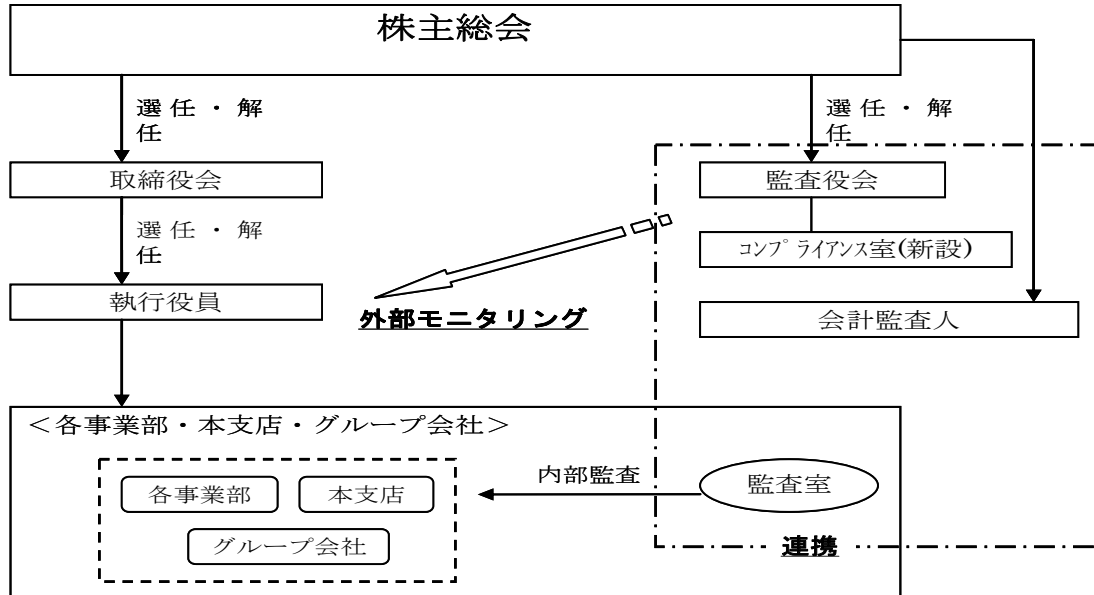 株主総会
選任・解
任
選任・解
任
取締役会
監査役会
選任・解
任
コンプライアンス室(新設)
執行役員
外部モニタリング
会計監査人
＜各事業部・本支店・グループ会社＞
各事業部
本支店
グループ会社
内部監査
監査室
連携